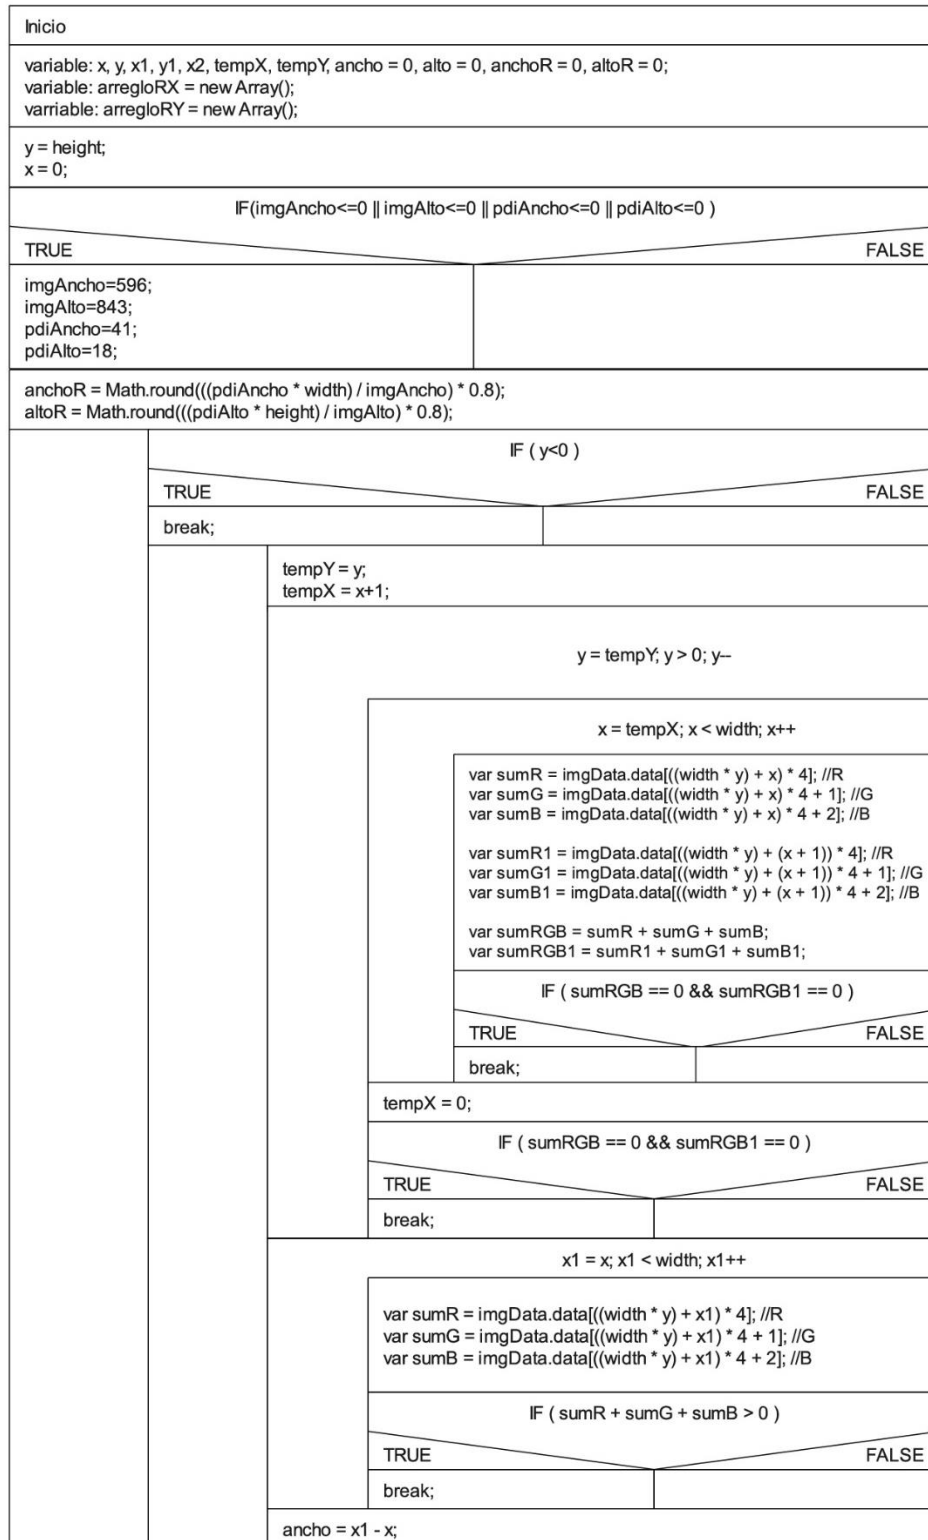 Inicio
variable: x, y, x1, y1, x2, tempX, tempY, ancho = 0, alto = 0, anchoR = 0, altoR = 0;
variable: arregloRX = new Array();
varriable: arregloRY = new Array();
y = height;
x = 0;
IF(imgAncho<=0 || imgAlto<=0 || pdiAncho<=0 || pdiAlto<=0 )
TRUE FALSE
imgAncho=596;
imgAlto=843;
pdiAncho=41;
pdiAlto=18;
anchoR = Math.round(((pdiAncho * width) / imgAncho) * 0.8);
altoR = Math.round(((pdiAlto * height) / imgAlto) * 0.8);
IF ( y<0 )
TRUE FALSE
break;
tempY = y;
tempX = x+1;
y = tempY; y > 0; y--
x = tempX; x < width; x++
var sumR = imgData.data[((width * y) + x) * 4]; //R
var sumG = imgData.data[((width * y) + x) * 4 + 1]; //G
var sumB = imgData.data[((width * y) + x) * 4 + 2]; //B
var sumR1 = imgData.data[((width * y) + (x + 1)) * 4]; //R
var sumG1 = imgData.data[((width * y) + (x + 1)) * 4 + 1]; //G
var sumB1 = imgData.data[((width * y) + (x + 1)) * 4 + 2]; //B
var sumRGB = sumR + sumG + sumB;
var sumRGB1 = sumR1 + sumG1 + sumB1;
IF ( sumRGB == 0 && sumRGB1 == 0 )
TRUE FALSE
break;
tempX = 0;
IF ( sumRGB == 0 && sumRGB1 == 0 )
TRUE FALSE
break;
x1 = x; x1 < width; x1++
var sumR = imgData.data[((width * y) + x1) * 4]; //R
var sumG = imgData.data[((width * y) + x1) * 4 + 1]; //G
var sumB = imgData.data[((width * y) + x1) * 4 + 2]; //B
IF ( sumR + sumG + sumB > 0 )
TRUE FALSE
break;
ancho = x1 - x;